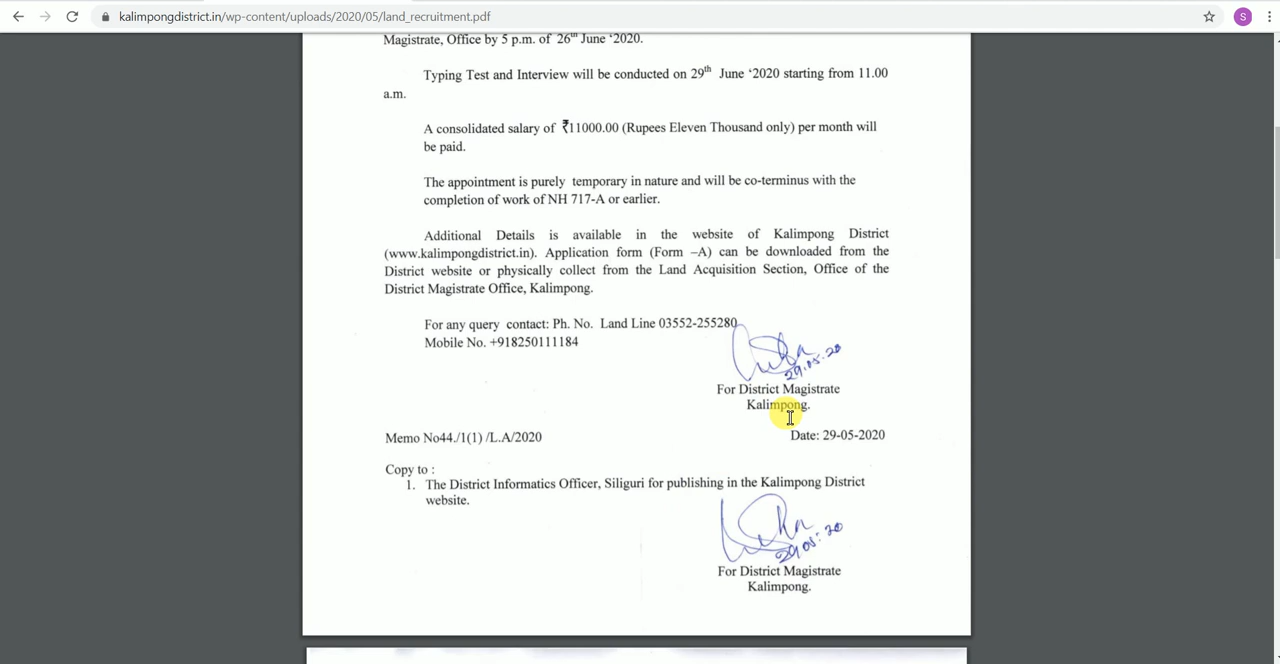 kalimpongdistrict.in/wp-content/uploads/2020/05/land_recruitment.pdf
S
Magistrate, Office by 5 p.m. of 26th June ‘2020.
Typing Test and Interview will be conducted on 29th June ‘2020 starting from 11.00
a.m.
A consolidated salary of ₹11000.00 (Rupees Eleven Thousand only) per month will
be paid.
The appointment is purely temporary in nature and will be co-terminus with the
completion of work of NH 717-A or earlier.
Additional Details is available in the website of Kalimpong District
(www.kalimpongdistrict.in). Application form (Form –A) can be downloaded from the
District website or physically collect from the Land Acquisition Section, Office of the
District Magistrate Office, Kalimpong.
For any query contact: Ph. No. Land Line 03552-255280
Mobile No. +918250111184
29.05.20
For District Magistrate
Kalimpong.
Memo No44./1(1) /L.A/2020 Date: 29-05-2020
Copy to :
1. The District Informatics Officer, Siliguri for publishing in the Kalimpong District
website.
29.05.20
For District Magistrate
Kalimpong.